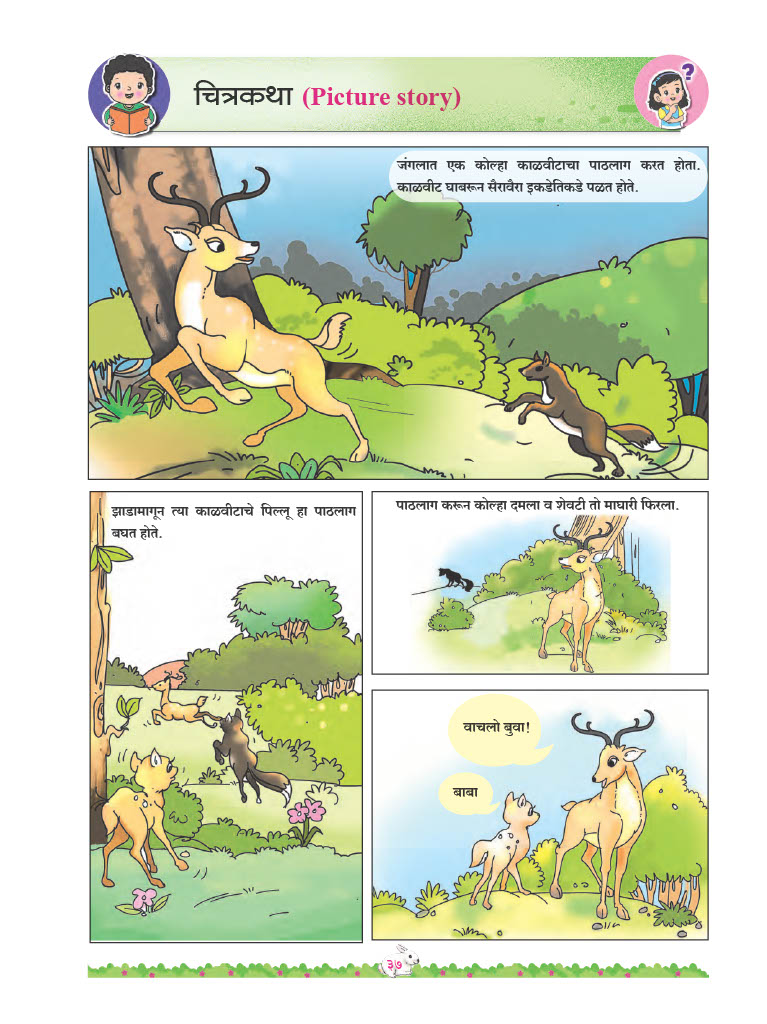 चित्रकथा (Picture story)
?
जंगलात एक कोल्हा काळवीटाचा पाठलाग करत होता.
काळवीट घाबरून सैरावैरा इकडेतिकडे पळत होते.
झाडामागून त्या काळवीटाचे पिल्लू हा पाठलाग
बघत होते.
पाठलाग करून कोल्हा दमला व शेवटी तो माघारी फिरला.
वाचलो बुवा!
बाबा
३७